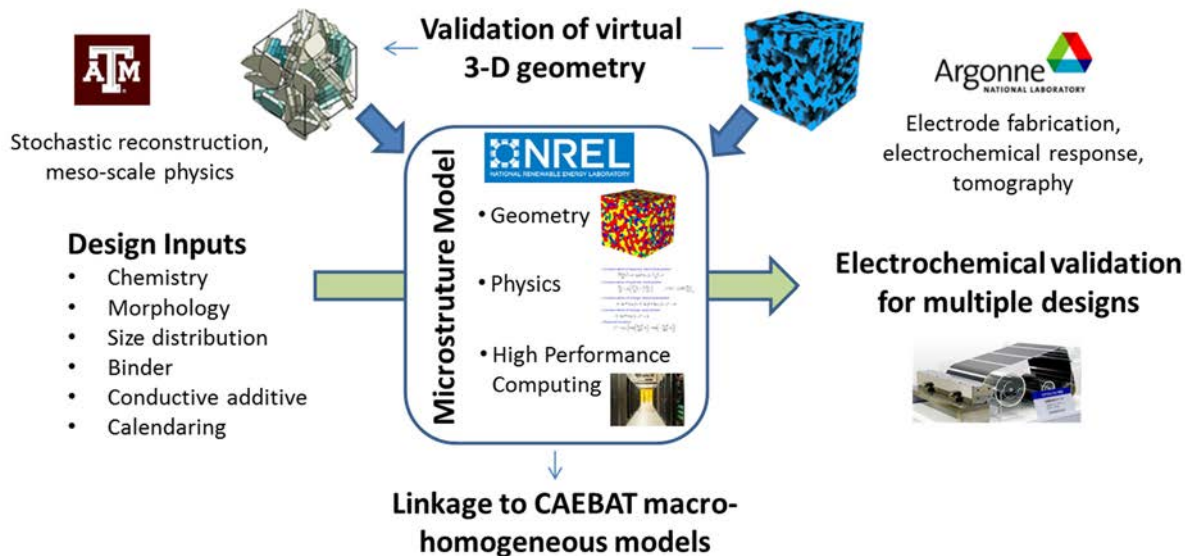 Validation of virtual
3-D geometry
ATM
Stochastic reconstruction,
meso-scale physics
Argonne
NATIONAL LABORATORY
Electrode fabrication,
electrochemical response,
tomography
Design Inputs
• Chemistry
• Morphology
• Size distribution
• Binder
• Conductive additive
• Calendaring
Microstruture Model
NREL
NATIONAL RENEWABLE ENERGY LABORATORY
• Geometry
• Physics
• High Performance
Computing
Electrochemical validation
for multiple designs
Linkage to CAEBAT macro-
homogeneous models